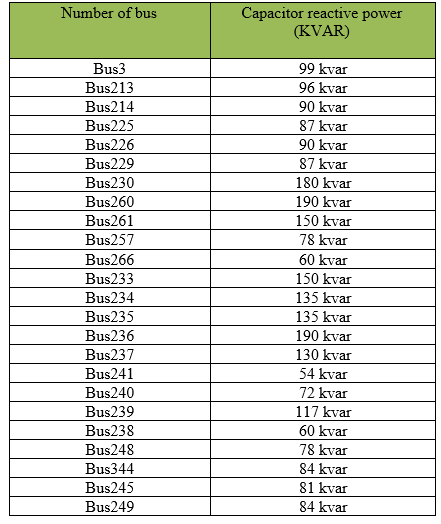 Number of bus Capacitor reactive power
(KVAR)
Bus3 99 kvar
Bus213 96 kvar
Bus214 90 kvar
Bus225 87 kvar
Bus226 90 kvar
Bus229 87 kvar
Bus230 180 kvar
Bus260 190 kvar
Bus261 150 kvar
Bus257 78 kvar
Bus266 60 kvar
Bus233 150 kvar
Bus234 135 kvar
Bus235 135 kvar
Bus236 190 kvar
Bus237 130 kvar
Bus241 54 kvar
Bus240 72 kvar
Bus239 117 kvar
Bus238 60 kvar
Bus248 78 kvar
Bus344 84 kvar
Bus245 81 kvar
Bus249 84 kvar